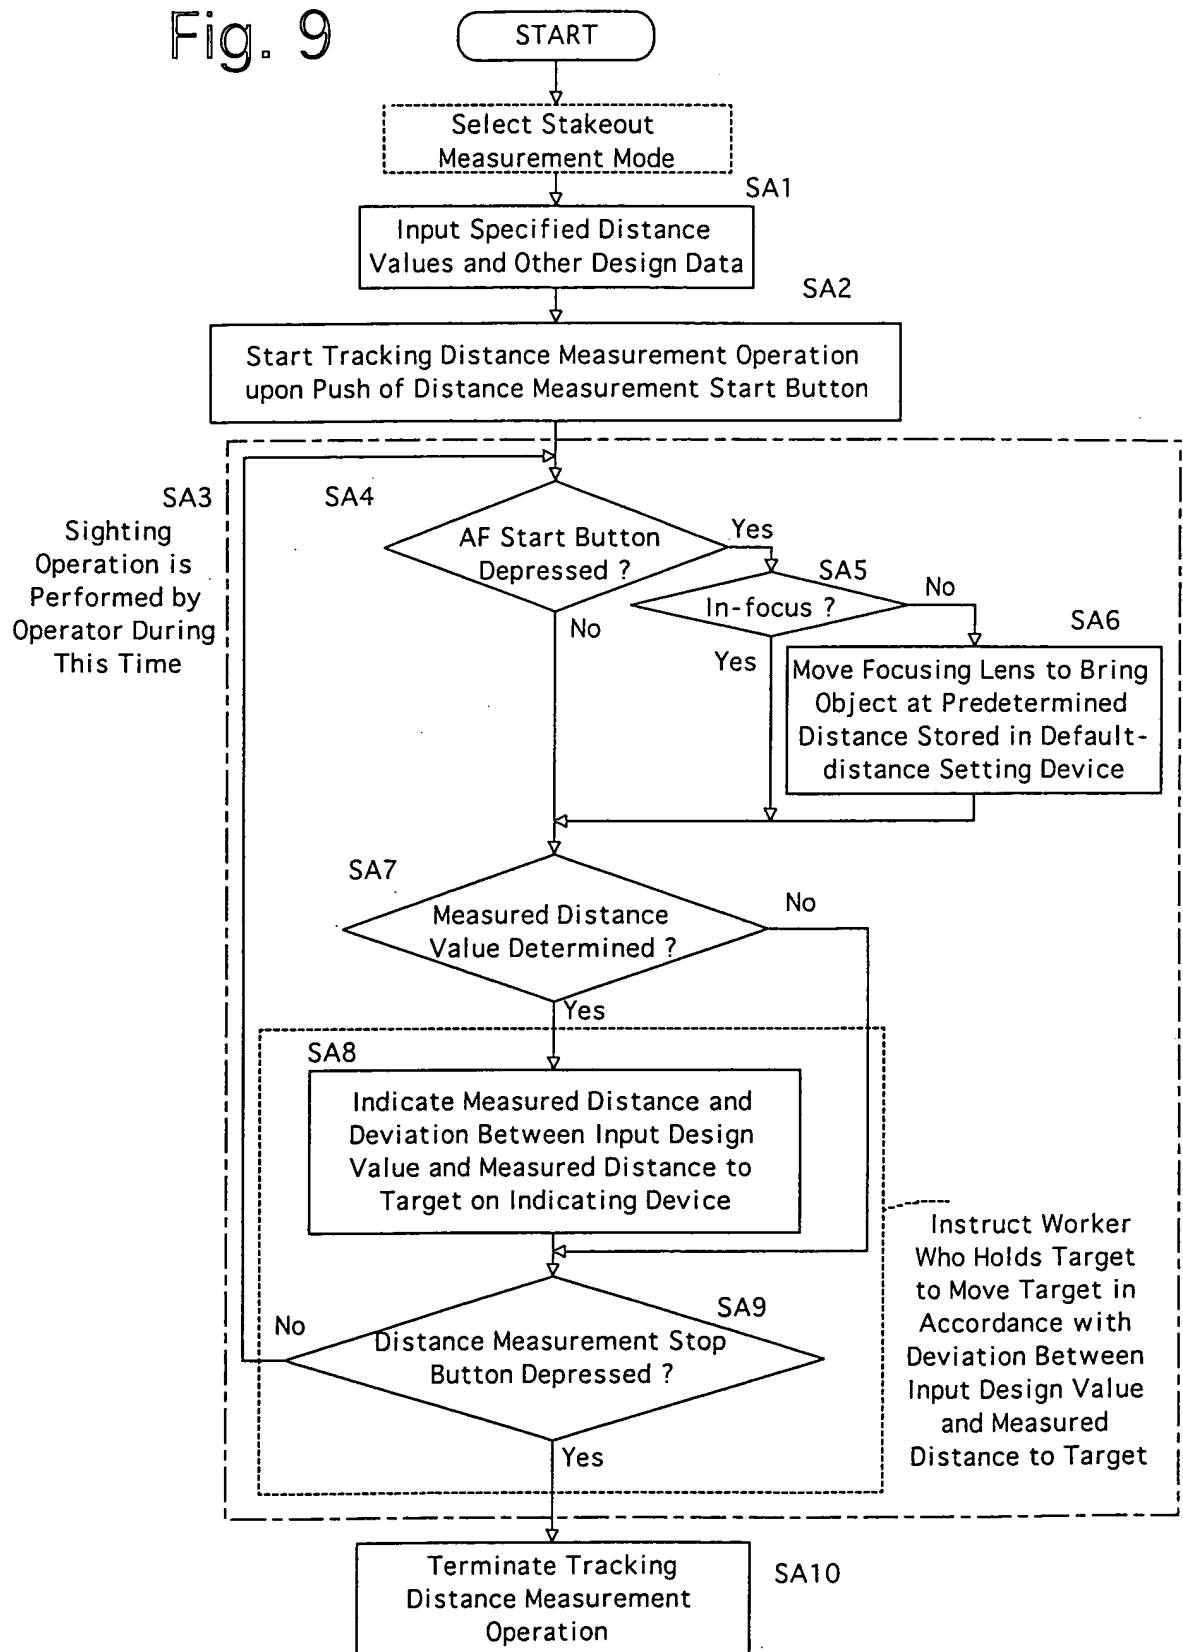 Fig. 9
START
Select Stakeout
Measurement Mode
SA1
Input Specified Distance
Values and Other Design Data
SA2
Start Tracking Distance Measurement Operation
upon Push of Distance Measurement Start Button
SA3
Sighting
Operation is
Performed by
Operator During
This Time
SA4
AF Start Button
Depressed ?
Yes
No
SA5
In-focus ?
No
Yes
SA6
Move Focusing Lens to Bring
Object at Predetermined
Distance Stored in Default-
distance Setting Device
SA7
Measured Distance
Value Determined ?
No
Yes
SA8
Indicate Measured Distance and
Deviation Between Input Design
Value and Measured Distance to
Target on Indicating Device
Instruct Worker
Who Holds Target
to Move Target in
Accordance with
Deviation Between
Input Design Value
and Measured
Distance to Target
SA9
No
Distance Measurement Stop
Button Depressed ?
Yes
Terminate Tracking
Distance Measurement
Operation
SA10